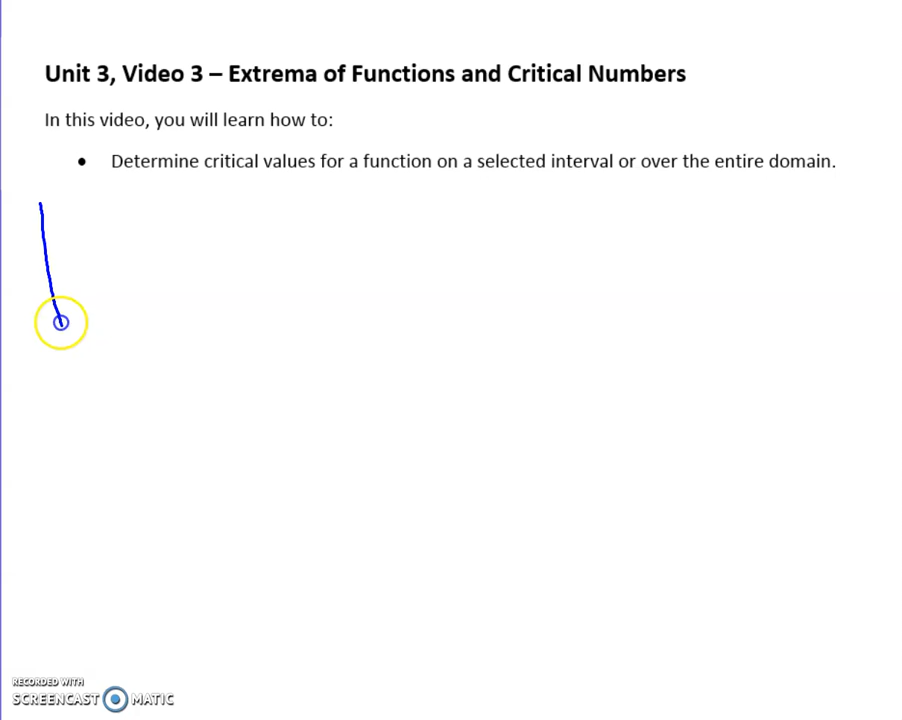 Unit 3, Video 3 – Extrema of Functions and Critical Numbers
In this video, you will learn how to:
• Determine critical values for a function on a selected interval or over the entire domain.
RECORDED WITH
SCREENCAST MATIC